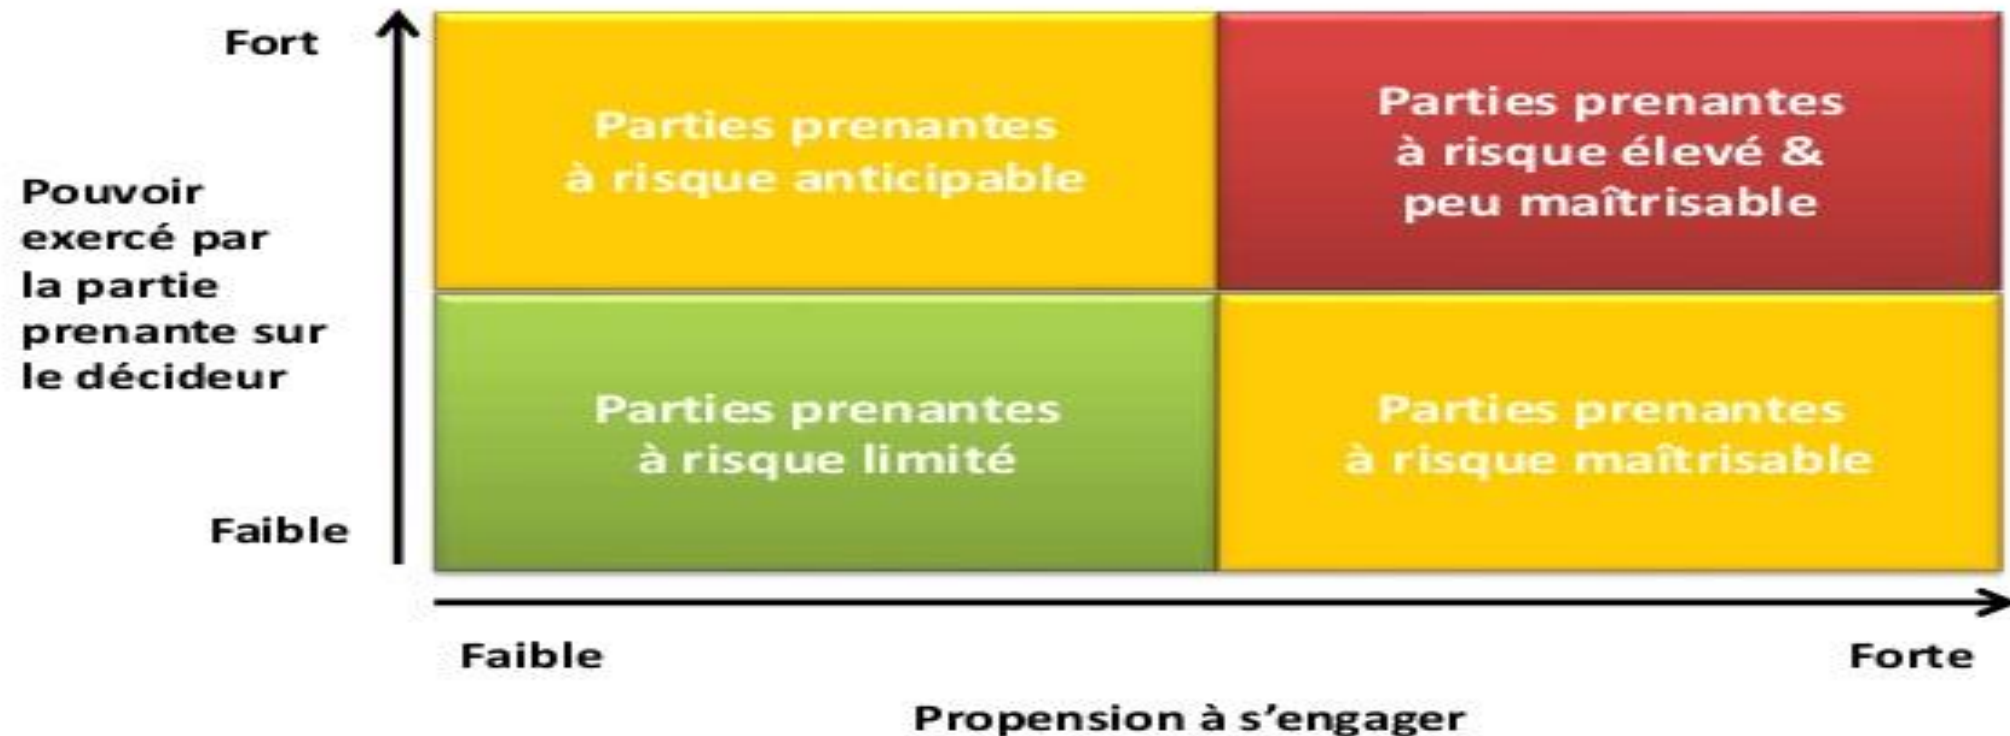 Fort
Pouvoir
exercé par
la partie
prenante sur
le décideur
Faible
Parties prenantes
à risque anticipable
Parties prenantes
à risque élevé &
peu maîtrisable
Parties prenantes
à risque limité
Parties prenantes
à risque maîtrisable
Faible
Forte
Propension à s’engager